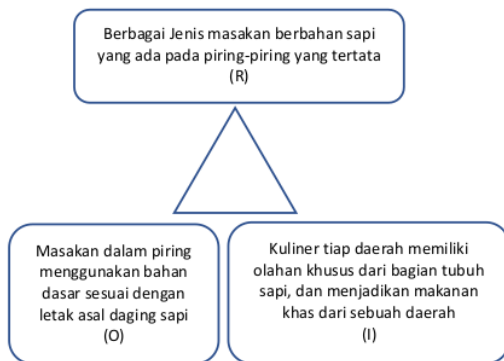 Berbagai Jenis masakan berbahan sapi
yang ada pada piring-piring yang tertata
(R)
Masakan dalam piring
menggunakan bahan
dasar sesuai dengan
letak asal daging sapi
(O)
Kuliner tiap daerah memiliki
olahan khusus dari bagian tubuh
sapi, dan menjadikan makanan
khas dari sebuah daerah
(I)